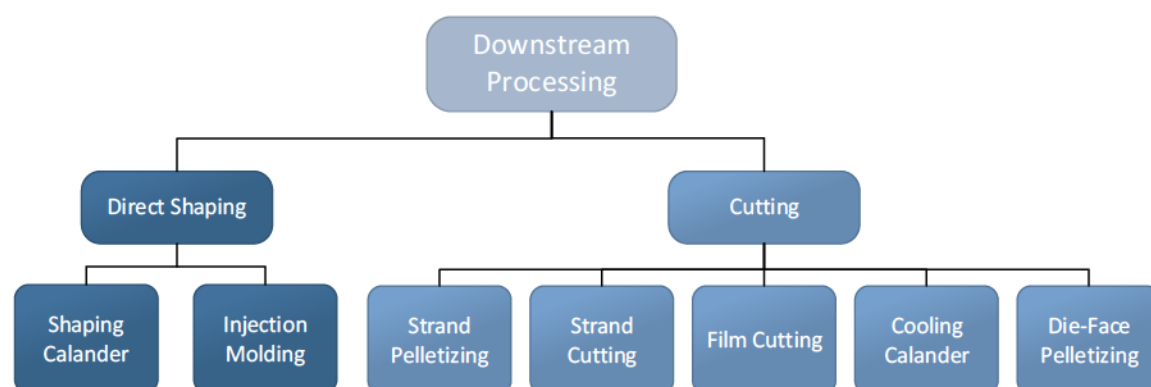 Downstream
Processing
Direct Shaping
Cutting
Shaping
Calander
Injection
Molding
Strand
Pelletizing
Strand
Cutting
Film Cutting
Cooling
Calander
Die-Face
Pelletizing